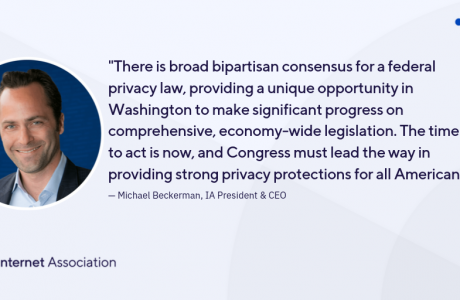 "There is broad bipartisan consensus for a federal
privacy law, providing a unique opportunity in
Washington to make significant progress on
comprehensive, economy-wide legislation. The time
to act is now, and Congress must lead the way in
providing strong privacy protections for all American
— Michael Beckerman, IA President & CEO
nternet Association